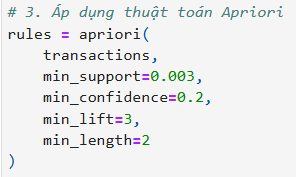 # 3. Áp dụng thuật toán Apriori
rules = apriori(
    transactions,
    min_support=0.003,
    min_confidence=0.2,
    min_lift=3,
    min_length=2
)